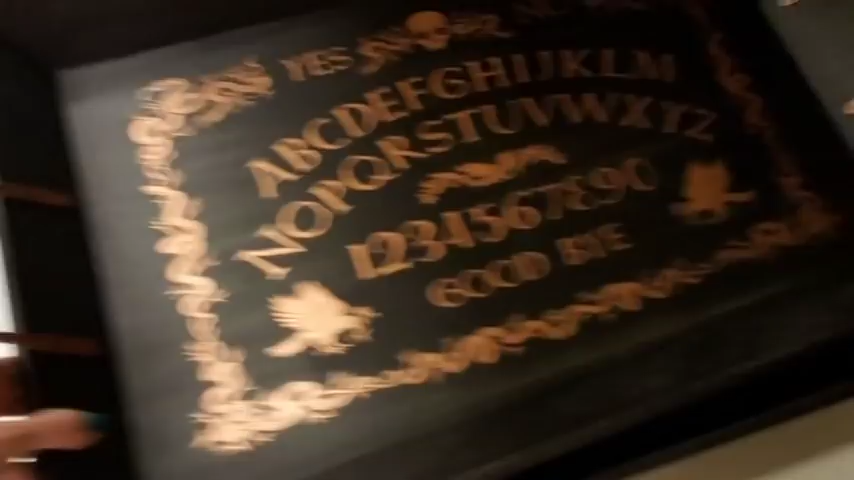 YES
ABCDEFGHIJKLM
NOPQRSTUVWXYZ
1234567890
GOOD BYE